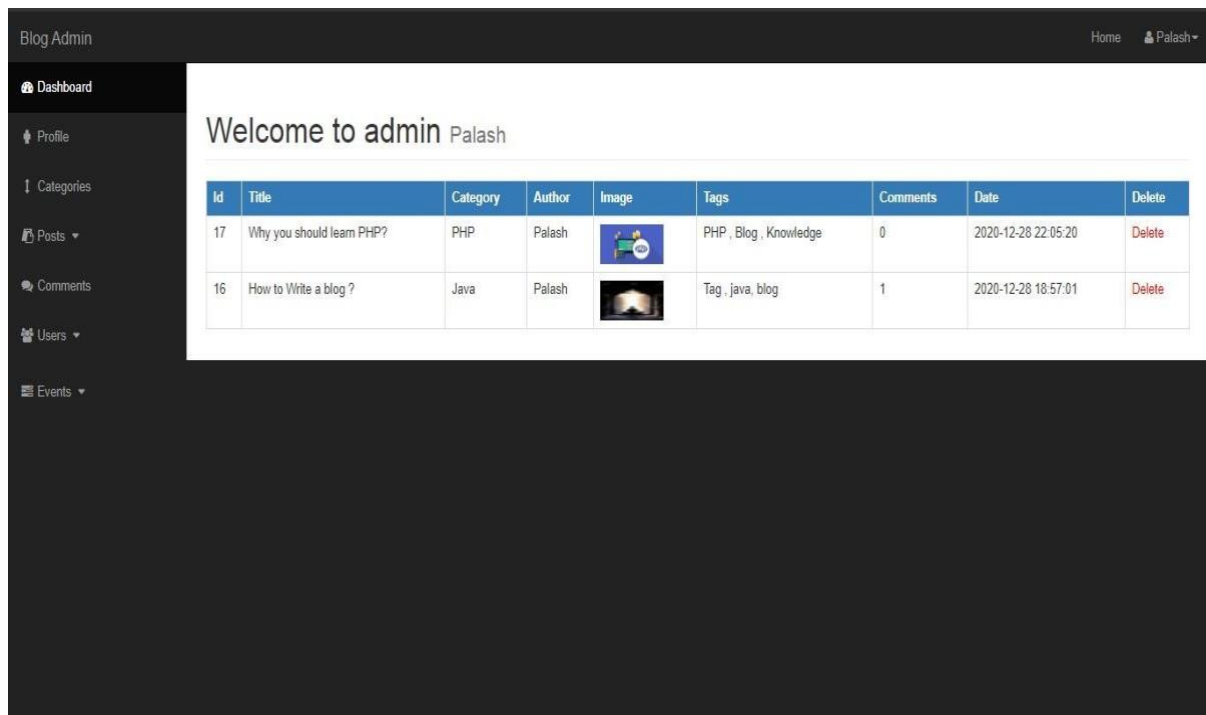 Blog Admin
Home Palash
Dashboard
Profile
Categories
Posts
Comments
Users
Events
Welcome to admin Palash
Id Title Category Author Image Tags Comments Date Delete
17 Why you should learn PHP? PHP Palash PHP , Blog , Knowledge 0 2020-12-28 22:05:20 Delete
16 How to Write a blog ? Java Palash Tag , java, blog 1 2020-12-28 18:57:01 Delete